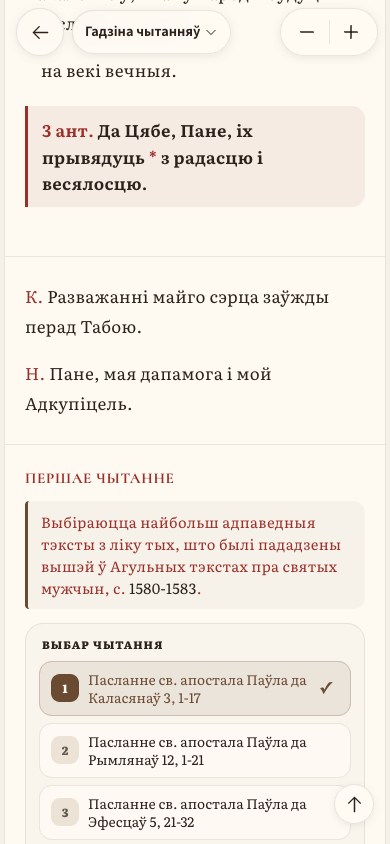 Гадзіна чытанняў
на векі вечныя.
3 ант. Да Цябе, Пане, іх
прывядуць * з радасцю і
весялосцю.
К. Разважанні майго сэрца заўжды
перад Табою.
Н. Пане, мая дапамога і мой
Адкупіцель.
ПЕРШАЕ ЧЫТАННЕ
Выбіраюцца найбольш адпаведныя
тэксты з ліку тых, што былі пададзены
вышэй ў Агульных тэкстах пра святых
мужчын, с. 1580-1583.
ВЫБАР ЧЫТАННЯ
1 Пасланне св. апостала Паўла да
Каласянаў 3, 1-17
2 Пасланне св. апостала Паўла да
Рымлянаў 12, 1-21
3 Пасланне св. апостала Паўла да
Эфесцаў 5, 21-32